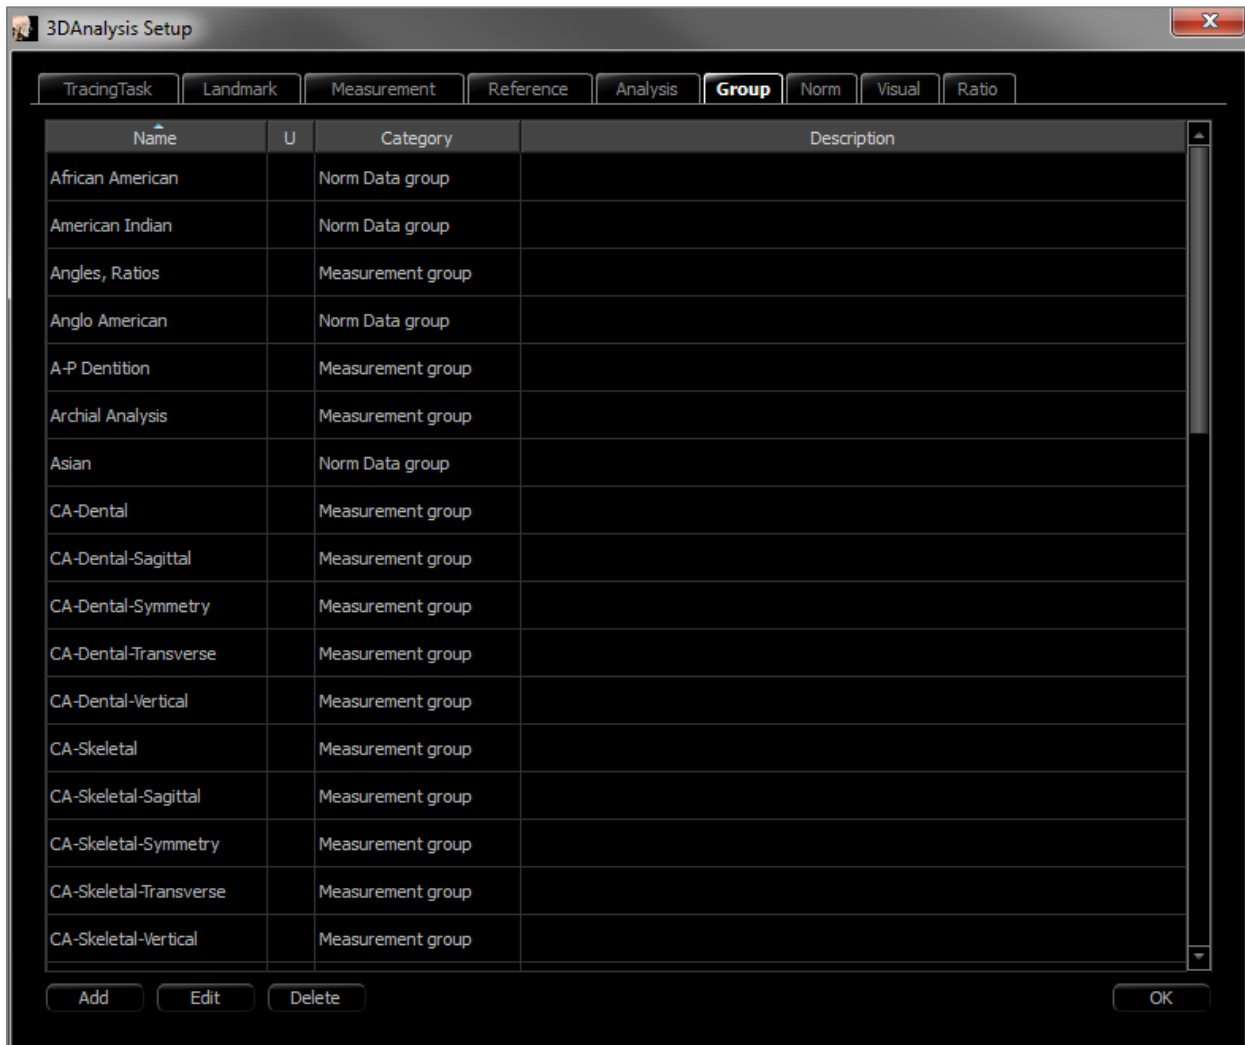 3DAnalysis Setup
TracingTask Landmark Measurement Reference Analysis Group Norm Visual Ratio
Name U Category Description
African American Norm Data group
American Indian Norm Data group
Angles, Ratios Measurement group
Anglo American Norm Data group
A-P Dentition Measurement group
Archial Analysis Measurement group
Asian Norm Data group
CA-Dental Measurement group
CA-Dental-Sagittal Measurement group
CA-Dental-Symmetry Measurement group
CA-Dental-Transverse Measurement group
CA-Dental-Vertical Measurement group
CA-Skeletal Measurement group
CA-Skeletal-Sagittal Measurement group
CA-Skeletal-Symmetry Measurement group
CA-Skeletal-Transverse Measurement group
CA-Skeletal-Vertical Measurement group
Add Edit Delete OK